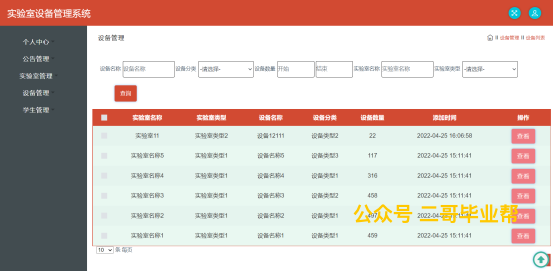 实验室设备管理系统
个人中心
公告管理
实验室管理
设备管理
学生管理
设备管理
设备管理 设备列表
设备名称 设备名称 设备分类 -请选择- 设备数量 开始 结束 实验室名称 实验室名称 实验室类型 -请选择-
查询
实验室名称 实验室类型 设备名称 设备分类 设备数量 添加时间 操作
实验室11 实验室类型2 设备12111 设备类型2 22 2022-04-25 16:06:58 查看
实验室名称5 实验室类型1 设备名称5 设备类型3 117 2022-04-25 15:11:41 查看
实验室名称4 实验室类型1 设备名称4 设备类型1 316 2022-04-25 15:11:41 查看
实验室名称3 实验室类型1 设备名称3 设备类型2 458 2022-04-25 15:11:41 查看
实验室名称2 实验室类型1 设备名称2 设备类型1 查看
实验室名称1 实验室类型1 设备名称1 设备类型1 459 2022-04-25 15:11:41 查看
公众号 二哥毕业帮
10 条 每页